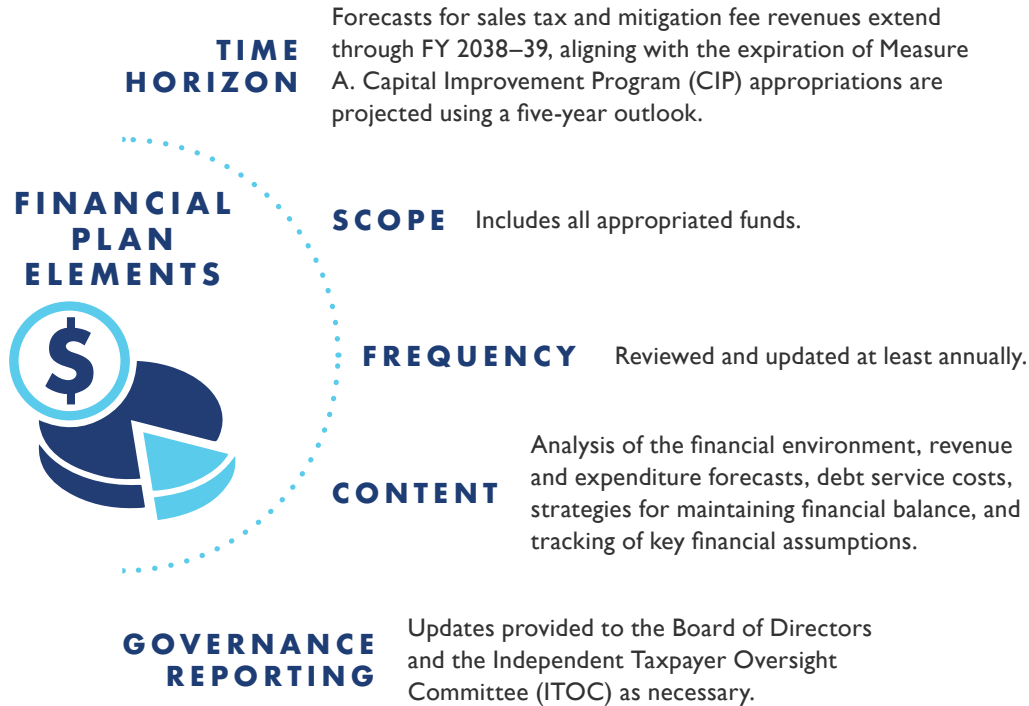 TIME
HORIZON
Forecasts for sales tax and mitigation fee revenues extend
through FY 2038–39, aligning with the expiration of Measure
A. Capital Improvement Program (CIP) appropriations are
projected using a five-year outlook.
FINANCIAL
PLAN
ELEMENTS
$
SCOPE
Includes all appropriated funds.
FREQUENCY
Reviewed and updated at least annually.
CONTENT
Analysis of the financial environment, revenue
and expenditure forecasts, debt service costs,
strategies for maintaining financial balance, and
tracking of key financial assumptions.
GOVERNANCE
REPORTING
Updates provided to the Board of Directors
and the Independent Taxpayer Oversight
Committee (ITOC) as necessary.